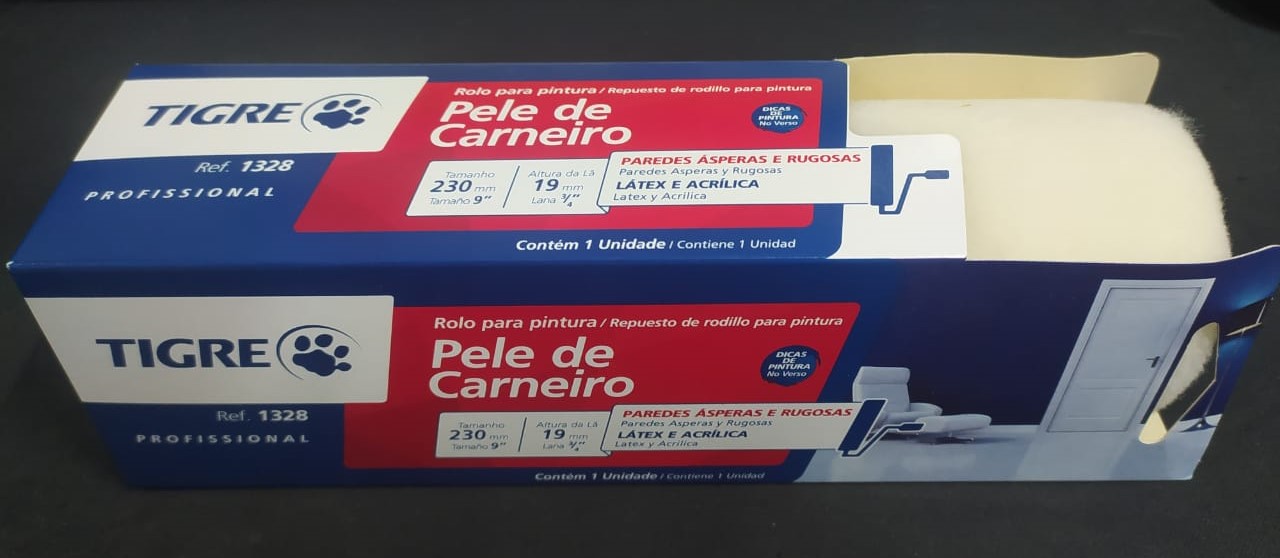 TIGRE
Ref. 1328
PROFISSIONAL
Rolo para pintura / Repuesto de rodillo para pintura
Pele de
Carneiro
DICAS
DE
PINTURA
No Verso
Tamanho
230 mm
Tamaño 9"
Altura da Lã
19 mm
Lana 3/4"
PAREDES ÁSPERAS E RUGOSAS
Paredes Asperas y Rugosas
LÁTEX E ACRÍLICA
Latex y Acrílica
Contém 1 Unidade / Contiene 1 Unidad
TIGRE
Ref. 1328
PROFISSIONAL
Rolo para pintura / Repuesto de rodillo para pintura
Pele de
Carneiro
DICAS
DE
PINTURA
No Verso
Tamanho
230 mm
Tamaño 9"
Altura da Lã
19 mm
Lana 3/4"
PAREDES ÁSPERAS E RUGOSAS
Paredes Asperas y Rugosas
LÁTEX E ACRÍLICA
Latex y Acrílica
Contém 1 Unidade / Contiene 1 Unidad